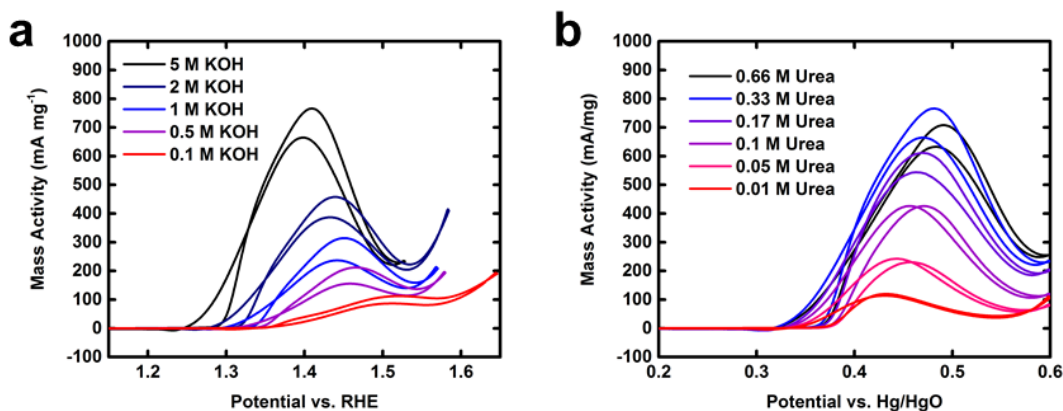 a
1000
900
800
700
600
500
400
300
200
100
0
-100
Mass Activity (mA mg⁻¹)
5 M KOH
2 M KOH
1 M KOH
0.5 M KOH
0.1 M KOH
1.2 1.3 1.4 1.5 1.6
Potential vs. RHE
b
1000
900
800
700
600
500
400
300
200
100
0
-100
Mass Activity (mA/mg)
0.66 M Urea
0.33 M Urea
0.17 M Urea
0.1 M Urea
0.05 M Urea
0.01 M Urea
0.2 0.3 0.4 0.5 0.6
Potential vs. Hg/HgO